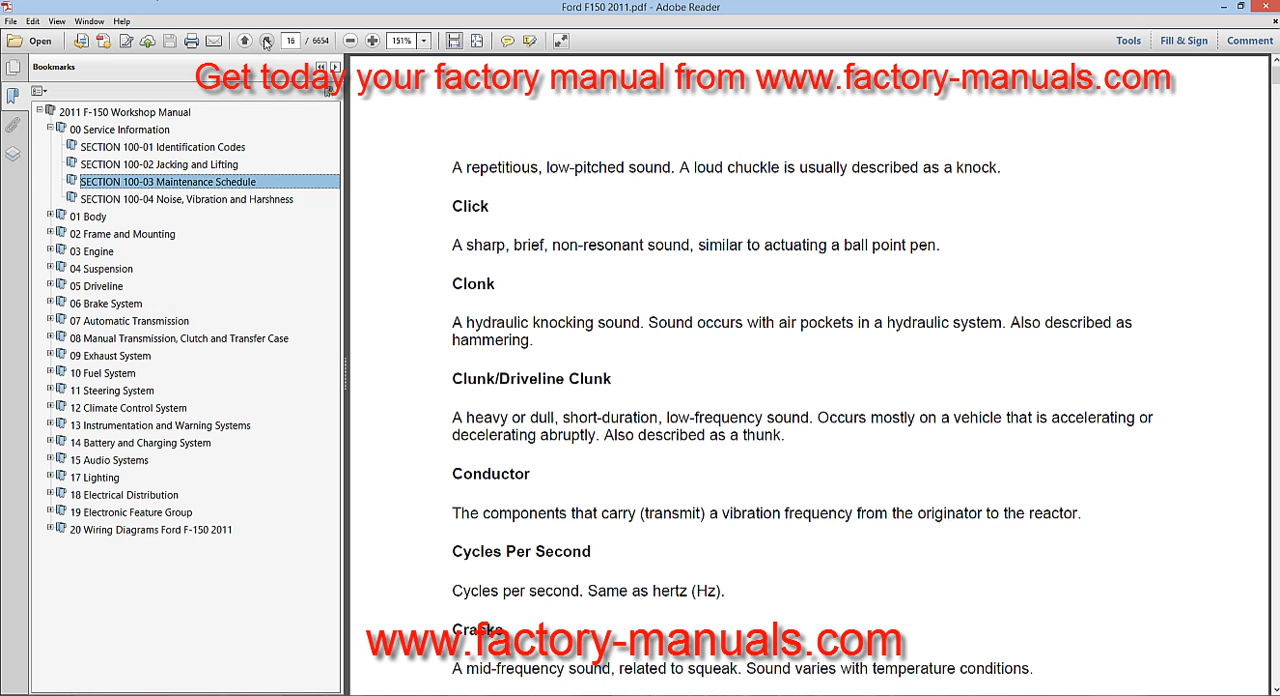 Ford F150 2011.pdf - Adobe Reader
File Edit View Window Help
Open 16 / 6654 151% Tools Fill & Sign Comment
Bookmarks
Get today your factory manual from www.factory-manuals.com
2011 F-150 Workshop Manual
00 Service Information
SECTION 100-01 Identification Codes
SECTION 100-02 Jacking and Lifting
SECTION 100-03 Maintenance Schedule
SECTION 100-04 Noise, Vibration and Harshness
01 Body
02 Frame and Mounting
03 Engine
04 Suspension
05 Driveline
06 Brake System
07 Automatic Transmission
08 Manual Transmission, Clutch and Transfer Case
09 Exhaust System
10 Fuel System
11 Steering System
12 Climate Control System
13 Instrumentation and Warning Systems
14 Battery and Charging System
15 Audio Systems
17 Lighting
18 Electrical Distribution
19 Electronic Feature Group
20 Wiring Diagrams Ford F-150 2011
A repetitious, low-pitched sound. A loud chuckle is usually described as a knock.
Click
A sharp, brief, non-resonant sound, similar to actuating a ball point pen.
Clonk
A hydraulic knocking sound. Sound occurs with air pockets in a hydraulic system. Also described as
hammering.
Clunk/Driveline Clunk
A heavy or dull, short-duration, low-frequency sound. Occurs mostly on a vehicle that is accelerating or
decelerating abruptly. Also described as a thunk.
Conductor
The components that carry (transmit) a vibration frequency from the originator to the reactor.
Cycles Per Second
Cycles per second. Same as hertz (Hz).
www.factory-manuals.com
A mid-frequency sound, related to squeak. Sound varies with temperature conditions.